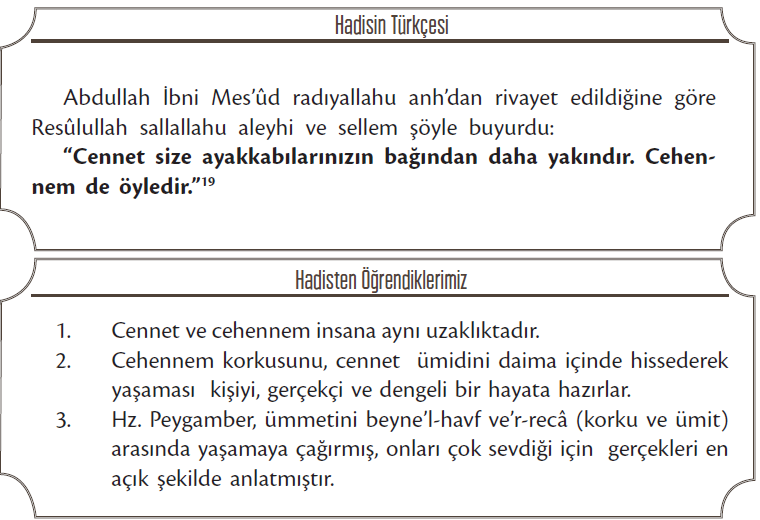 Hadisin Türkçesi
Abdullah İbni Mes’ûd radıyallahu anh’dan rivayet edildiğine göre
Resûlullah sallallahu aleyhi ve sellem şöyle buyurdu:
“Cennet size ayakkabılarınızın bağından daha yakındır. Cehen-
nem de öyledir.”19
Hadisten Öğrendiklerimiz
1. Cennet ve cehennem insana aynı uzaklıktadır.
2. Cehennem korkusunu, cennet ümidini daima içinde hissederek
yaşaması kişiyi, gerçekçi ve dengeli bir hayata hazırlar.
3. Hz. Peygamber, ümmetini beyne’l-havf ve’r-recâ (korku ve ümit)
arasında yaşamaya çağırmış, onları çok sevdiği için gerçekleri en
açık şekilde anlatmıştır.